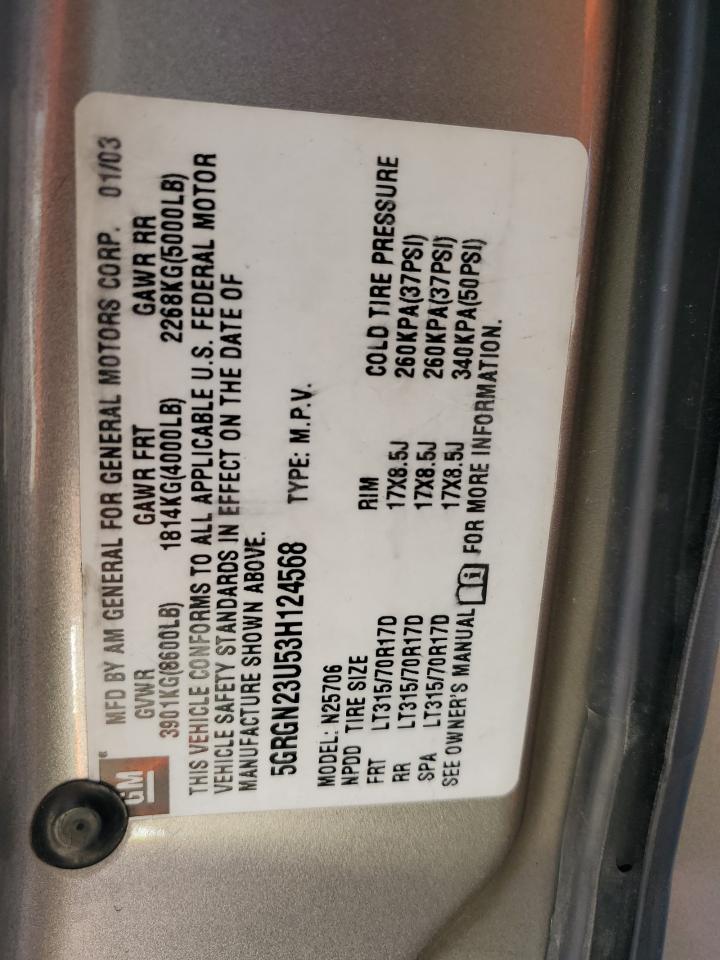 GM®
MFD BY AM GENERAL FOR GENERAL MOTORS CORP. 01/03
GVWR GAWR FRT GAWR RR
3901KG(8600LB) 1814KG(4000LB) 2268KG(5000LB)
THIS VEHICLE CONFORMS TO ALL APPLICABLE U.S. FEDERAL MOTOR
VEHICLE SAFETY STANDARDS IN EFFECT ON THE DATE OF
MANUFACTURE SHOWN ABOVE.
5GRGN23U53H124568 TYPE: M.P.V.
MODEL: N25706
NPDD TIRE SIZE RIM COLD TIRE PRESSURE
FRT LT315/70R17D 17X8.5J 260KPA(37PSI)
RR LT315/70R17D 17X8.5J 260KPA(37PSI)
SPA LT315/70R17D 17X8.5J 340KPA(50PSI)
SEE OWNER'S MANUAL FOR MORE INFORMATION.